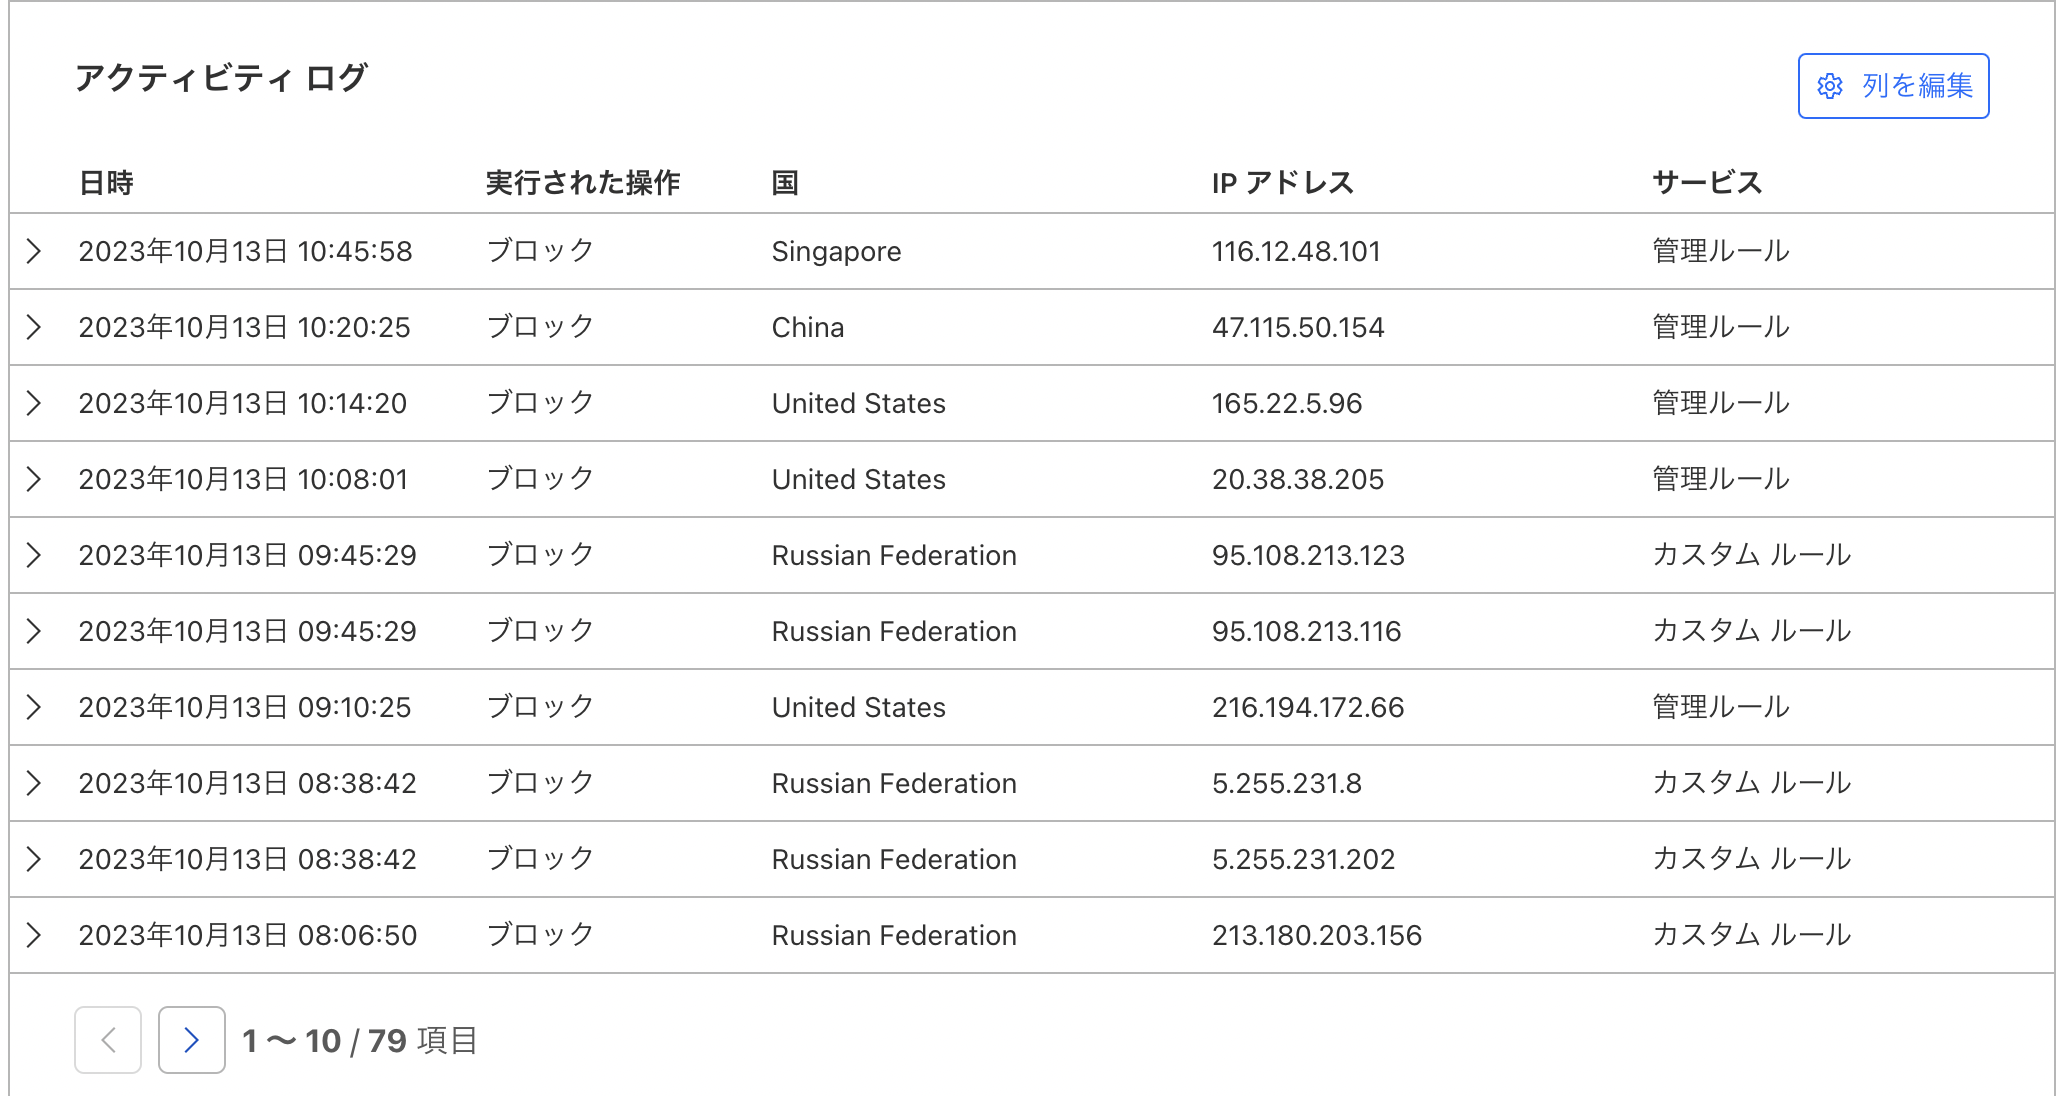 アクティビティ ログ
列を編集
日時 実行された操作 国 IP アドレス サービス
2023年10月13日 10:45:58 ブロック Singapore 116.12.48.101 管理ルール
2023年10月13日 10:20:25 ブロック China 47.115.50.154 管理ルール
2023年10月13日 10:14:20 ブロック United States 165.22.5.96 管理ルール
2023年10月13日 10:08:01 ブロック United States 20.38.38.205 管理ルール
2023年10月13日 09:45:29 ブロック Russian Federation 95.108.213.123 カスタム ルール
2023年10月13日 09:45:29 ブロック Russian Federation 95.108.213.116 カスタム ルール
2023年10月13日 09:10:25 ブロック United States 216.194.172.66 管理ルール
2023年10月13日 08:38:42 ブロック Russian Federation 5.255.231.8 カスタム ルール
2023年10月13日 08:38:42 ブロック Russian Federation 5.255.231.202 カスタム ルール
2023年10月13日 08:06:50 ブロック Russian Federation 213.180.203.156 カスタム ルール
1 〜 10 / 79 項目